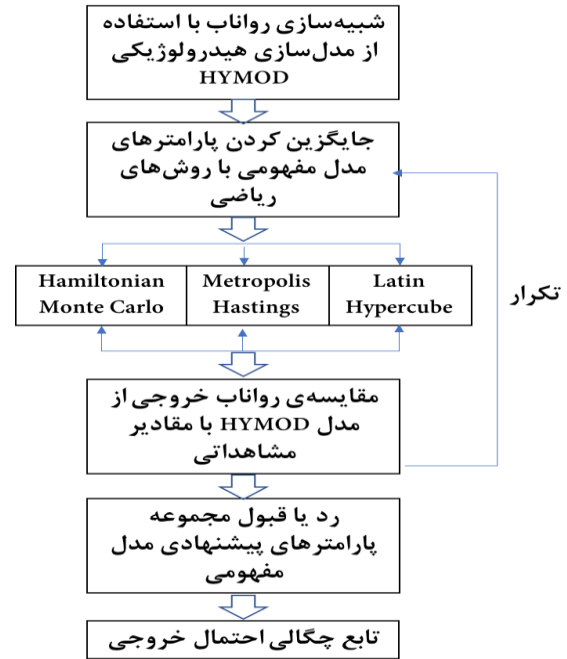 شبیه‌سازی رواناب با استفاده
از مدل‌سازی هیدرولوژیکی
HYMOD
جایگزین کردن پارامترهای
مدل مفهومی با روش‌های
ریاضی
Hamiltonian
Monte Carlo
Metropolis
Hastings
Latin
Hypercube
تکرار
مقایسه‌ی رواناب خروجی از
مدل HYMOD با مقادیر
مشاهداتی
رد یا قبول مجموعه
پارامترهای پیشنهادی مدل
مفهومی
تابع چگالی احتمال خروجی